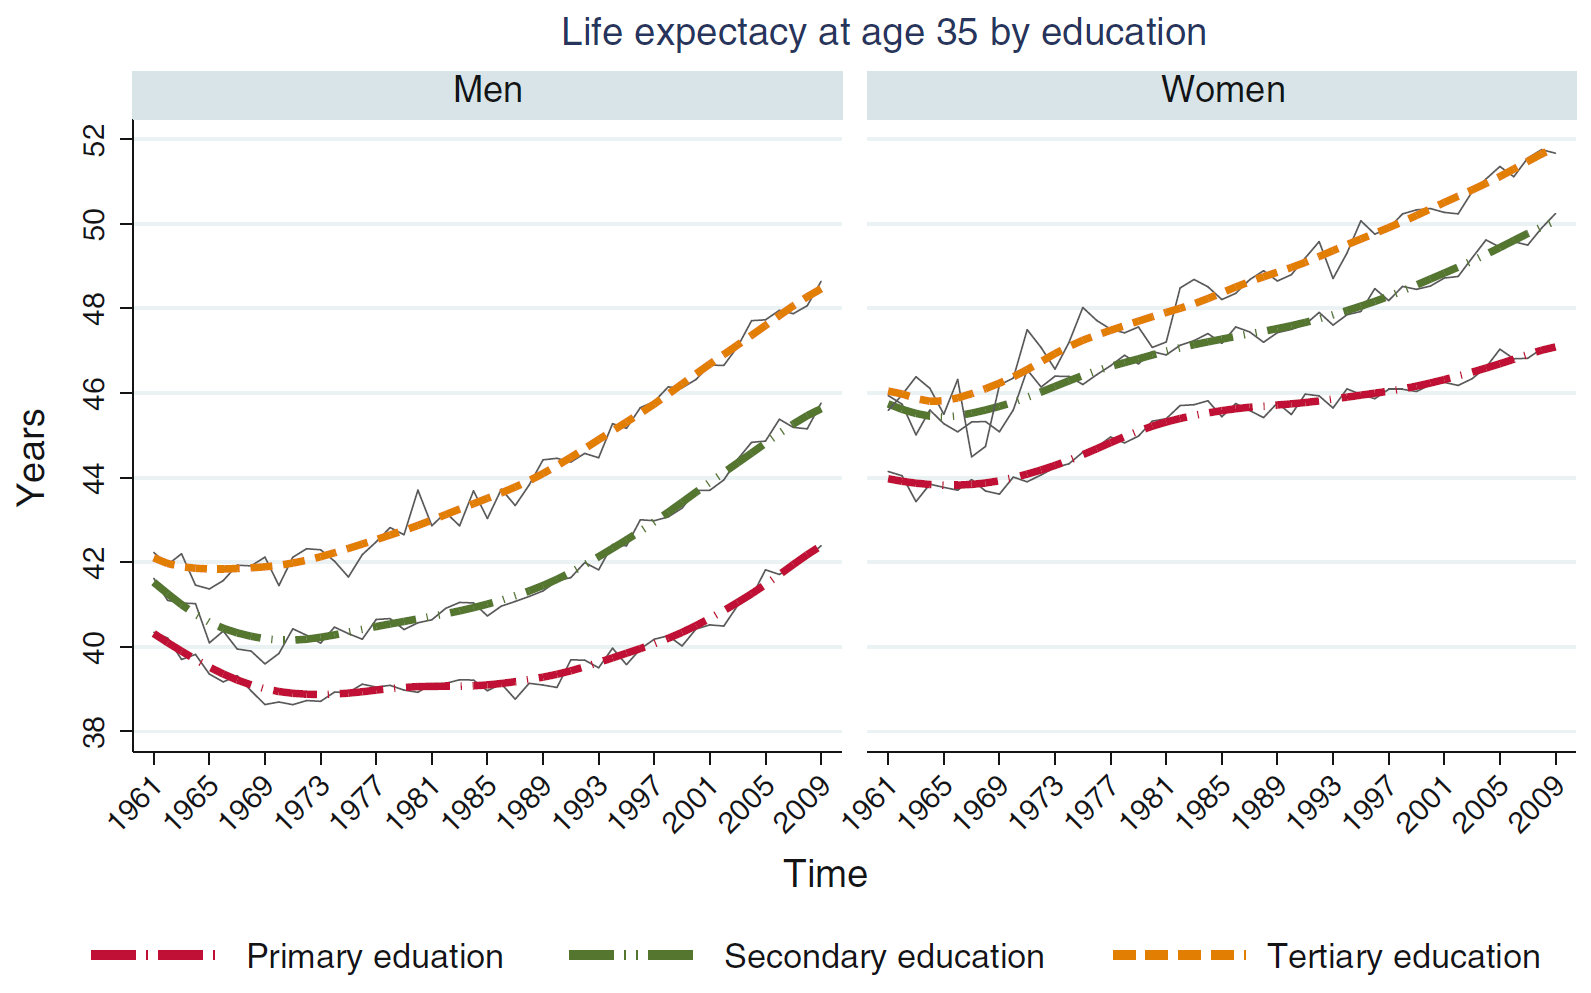 Life expectacy at age 35 by education
Men
Women
Years
52
50
48
46
44
42
40
38
1961 1965 1969 1973 1977 1981 1985 1989 1993 1997 2001 2005 2009
1961 1965 1969 1973 1977 1981 1985 1989 1993 1997 2001 2005 2009
Time
Primary eduation Secondary education Tertiary education